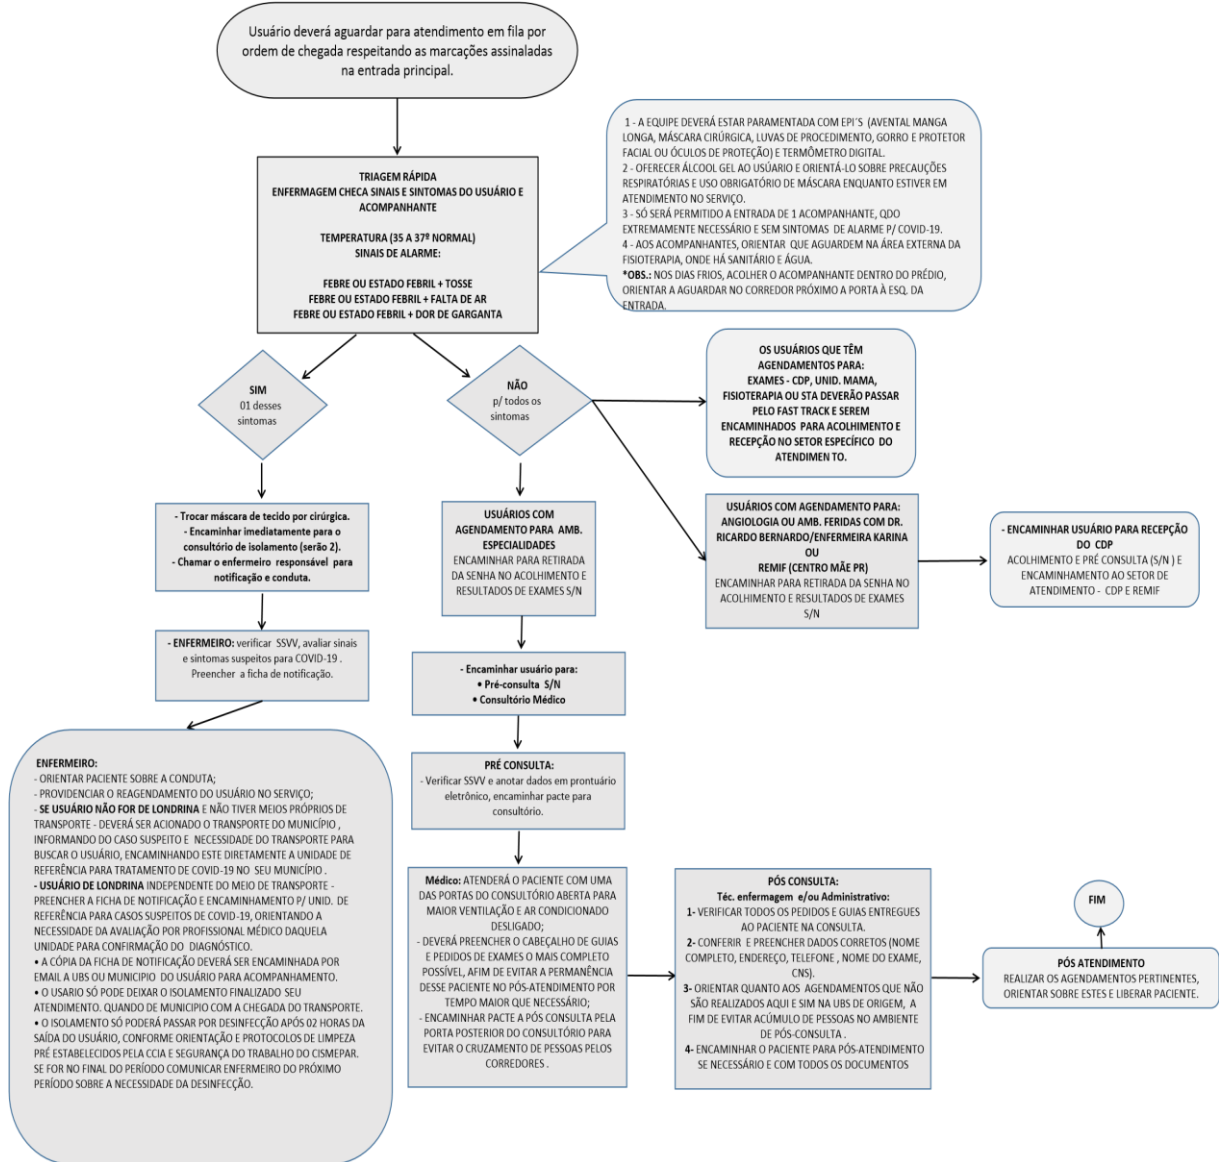 Usuário deverá aguardar para atendimento em fila por
ordem de chegada respeitando as marcações assinaladas
na entrada principal.
1 - A EQUIPE DEVERÁ ESTAR PARAMENTADA COM EPI´S (AVENTAL MANGA
LONGA, MÁSCARA CIRÚRGICA, LUVAS DE PROCEDIMENTO, GORRO E PROTETOR
FACIAL OU ÓCULOS DE PROTEÇÃO) E TERMÔMETRO DIGITAL.
2 - OFERECER ÁLCOOL GEL AO USÚARIO E ORIENTÁ-LO SOBRE PRECAUÇÕES
RESPIRATÓRIAS E USO OBRIGATÓRIO DE MÁSCARA ENQUANTO ESTIVER EM
ATENDIMENTO NO SERVIÇO.
3 - SÓ SERÁ PERMITIDO A ENTRADA DE 1 ACOMPANHANTE, QDO
EXTREMAMENTE NECESSÁRIO E SEM SINTOMAS DE ALARME P/ COVID-19.
4 - AOS ACOMPANHANTES, ORIENTAR QUE AGUARDEM NA ÁREA EXTERNA DA
FISIOTERAPIA, ONDE HÁ SANITÁRIO E ÁGUA.
*OBS.: NOS DIAS FRIOS, ACOLHER O ACOMPANHANTE DENTRO DO PRÉDIO,
ORIENTAR A AGUARDAR NO CORREDOR PRÓXIMO A PORTA À ESQ. DA
ENTRADA.
TRIAGEM RÁPIDA
ENFERMAGEM CHECA SINAIS E SINTOMAS DO USUÁRIO E
ACOMPANHANTE
TEMPERATURA (35 A 37º NORMAL)
SINAIS DE ALARME:
FEBRE OU ESTADO FEBRIL + TOSSE
FEBRE OU ESTADO FEBRIL + FALTA DE AR
FEBRE OU ESTADO FEBRIL + DOR DE GARGANTA
SIM
01 desses
sintomas
NÃO
p/ todos os
sintomas
OS USUÁRIOS QUE TÊM
AGENDAMENTOS PARA:
EXAMES - CDP, UNID. MAMA,
FISIOTERAPIA OU STA DEVERÃO PASSAR
PELO FAST TRACK E SEREM
ENCAMINHADOS PARA ACOLHIMENTO E
RECEPÇÃO NO SETOR ESPECÍFICO DO
ATENDIMEN TO.
- Trocar máscara de tecido por cirúrgica.
- Encaminhar imediatamente para o
consultório de isolamento (serão 2).
- Chamar o enfermeiro responsável para
notificação e conduta.
USUÁRIOS COM
AGENDAMENTO PARA AMB.
ESPECIALIDADES
ENCAMINHAR PARA RETIRADA
DA SENHA NO ACOLHIMENTO E
RESULTADOS DE EXAMES S/N
USUÁRIOS COM AGENDAMENTO PARA:
ANGIOLOGIA OU AMB. FERIDAS COM DR.
RICARDO BERNARDO/ENFERMEIRA KARINA
OU
REMIF (CENTRO MÃE PR)
ENCAMINHAR PARA RETIRADA DA SENHA NO
ACOLHIMENTO E RESULTADOS DE EXAMES
S/N
- ENCAMINHAR USUÁRIO PARA RECEPÇÃO
DO CDP
ACOLHIMENTO E PRÉ CONSULTA (S/N ) E
ENCAMINHAMENTO AO SETOR DE
ATENDIMENTO - CDP E REMIF
- ENFERMEIRO: verificar SSVV, avaliar sinais
e sintomas suspeitos para COVID-19 .
Preencher a ficha de notificação.
- Encaminhar usuário para:
• Pré-consulta S/N
• Consultório Médico
ENFERMEIRO:
- ORIENTAR PACIENTE SOBRE A CONDUTA;
- PROVIDENCIAR O REAGENDAMENTO DO USUÁRIO NO SERVIÇO;
- SE USUÁRIO NÃO FOR DE LONDRINA E NÃO TIVER MEIOS PRÓPRIOS DE
TRANSPORTE - DEVERÁ SER ACIONADO O TRANSPORTE DO MUNICÍPIO ,
INFORMANDO DO CASO SUSPEITO E NECESSIDADE DO TRANSPORTE PARA
BUSCAR O USUÁRIO, ENCAMINHANDO ESTE DIRETAMENTE A UNIDADE DE
REFERÊNCIA PARA TRATAMENTO DE COVID-19 NO SEU MUNICÍPIO .
- USUÁRIO DE LONDRINA INDEPENDENTE DO MEIO DE TRANSPORTE -
PREENCHER A FICHA DE NOTIFICAÇÃO E ENCAMINHAMENTO P/ UNID. DE
REFERÊNCIA PARA CASOS SUSPEITOS DE COVID-19, ORIENTANDO A
NECESSIDADE DA AVALIAÇÃO POR PROFISSIONAL MÉDICO DAQUELA
UNIDADE PARA CONFIRMAÇÃO DO DIAGNÓSTICO.
• A CÓPIA DA FICHA DE NOTIFICAÇÃO DEVERÁ SER ENCAMINHADA POR
EMAIL A UBS OU MUNICIPIO DO USUÁRIO PARA ACOMPANHAMENTO.
• O USARIO SÓ PODE DEIXAR O ISOLAMENTO FINALIZADO SEU
ATENDIMENTO. QUANDO DE MUNICIPIO COM A CHEGADA DO TRANSPORTE.
• O ISOLAMENTO SÓ PODERÁ PASSAR POR DESINFECÇÃO APÓS 02 HORAS DA
SAÍDA DO USUÁRIO, CONFORME ORIENTAÇÃO E PROTOCOLOS DE LIMPEZA
PRÉ ESTABELECIDOS PELA CCIA E SEGURANÇA DO TRABALHO DO CISMEPAR.
SE FOR NO FINAL DO PERÍODO COMUNICAR ENFERMEIRO DO PRÓXIMO
PERÍODO SOBRE A NECESSIDADE DA DESINFECÇÃO.
PRÉ CONSULTA:
- Verificar SSVV e anotar dados em prontuário
eletrônico, encaminhar pacte para
consultório.
Médico: ATENDERÁ O PACIENTE COM UMA
DAS PORTAS DO CONSULTÓRIO ABERTA PARA
MAIOR VENTILAÇÃO E AR CONDICIONADO
DESLIGADO;
- DEVERÁ PREENCHER O CABEÇALHO DE GUIAS
E PEDIDOS DE EXAMES O MAIS COMPLETO
POSSÍVEL, AFIM DE EVITAR A PERMANÊNCIA
DESSE PACIENTE NO PÓS-ATENDIMENTO POR
TEMPO MAIOR QUE NECESSÁRIO;
- ENCAMINHAR PACTE A PÓS CONSULTA PELA
PORTA POSTERIOR DO CONSULTÓRIO PARA
EVITAR O CRUZAMENTO DE PESSOAS PELOS
CORREDORES .
PÓS CONSULTA:
Téc. enfermagem e/ou Administrativo:
1- VERIFICAR TODOS OS PEDIDOS E GUIAS ENTREGUES
AO PACIENTE NA CONSULTA.
2- CONFERIR E PREENCHER DADOS CORRETOS (NOME
COMPLETO, ENDEREÇO, TELEFONE , NOME DO EXAME,
CNS).
3- ORIENTAR QUANTO AOS AGENDAMENTOS QUE NÃO
SÃO REALIZADOS AQUI E SIM NA UBS DE ORIGEM, A
FIM DE EVITAR ACÚMULO DE PESSOAS NO AMBIENTE
DE PÓS-CONSULTA .
4- ENCAMINHAR O PACIENTE PARA PÓS-ATENDIMENTO
SE NECESSÁRIO E COM TODOS OS DOCUMENTOS
FIM
PÓS ATENDIMENTO
REALIZAR OS AGENDAMENTOS PERTINENTES,
ORIENTAR SOBRE ESTES E LIBERAR PACIENTE.